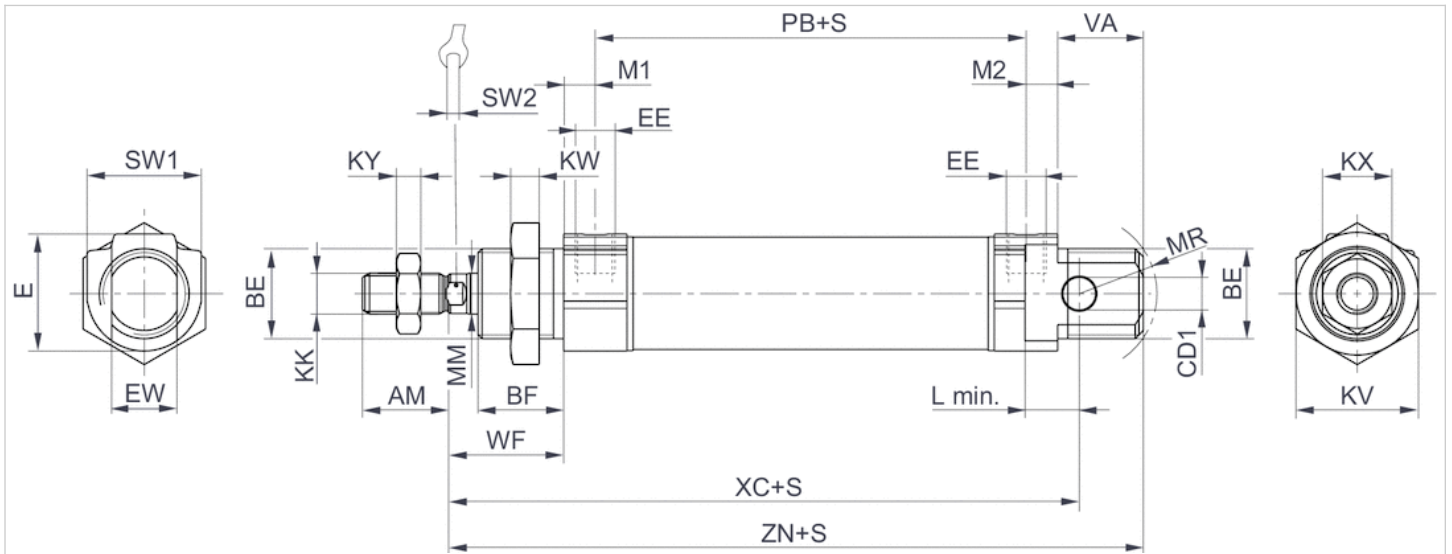 PB+S
VA
M1
M2
SW2
EE
SW1
KY
KW
EE
KX
MR
E
BE
BE
KK
MM
CD1
EW
AM
BF
L min.
KV
WF
XC+S
ZN+S